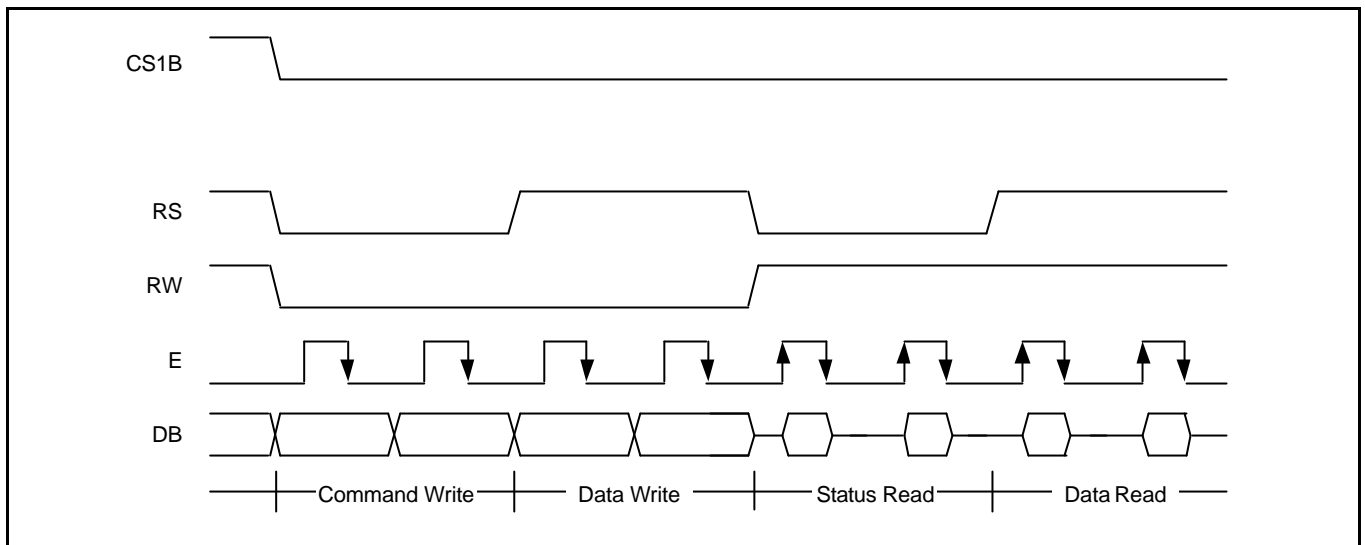 CS1B
RS
RW
E
DB
Command Write
Data Write
Status Read
Data Read